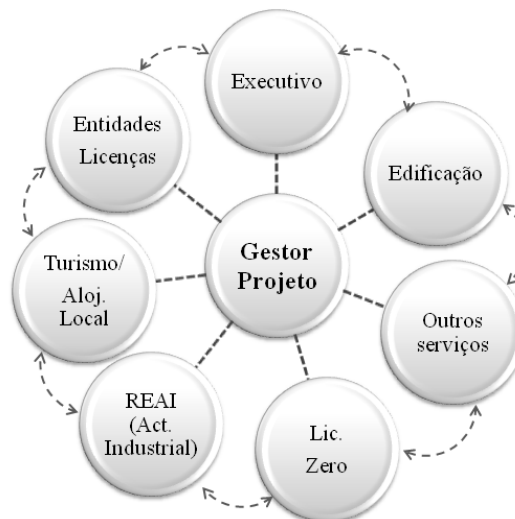 Executivo
Edificação
Outros
serviços
Lic.
Zero
REAI
(Act.
Industrial)
Turismo/
Aloj.
Local
Entidades
Licenças
Gestor
Projeto